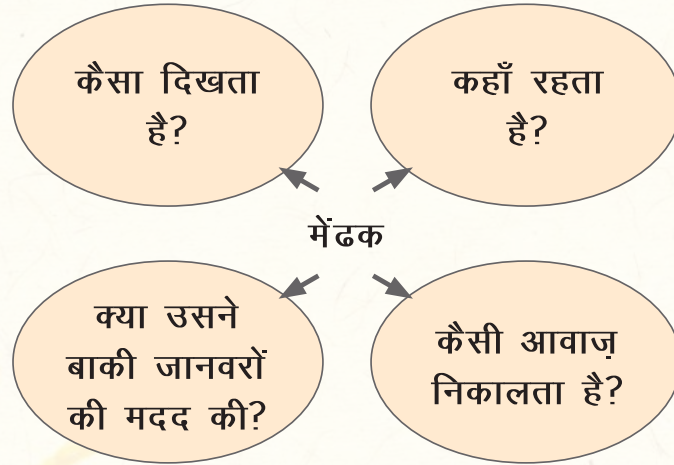 कैसा दिखता
है?
कहाँ रहता
है?
मेंढक
क्या उसने
बाकी जानवरों
की मदद की?
कैसी आवाज़
निकालता है?